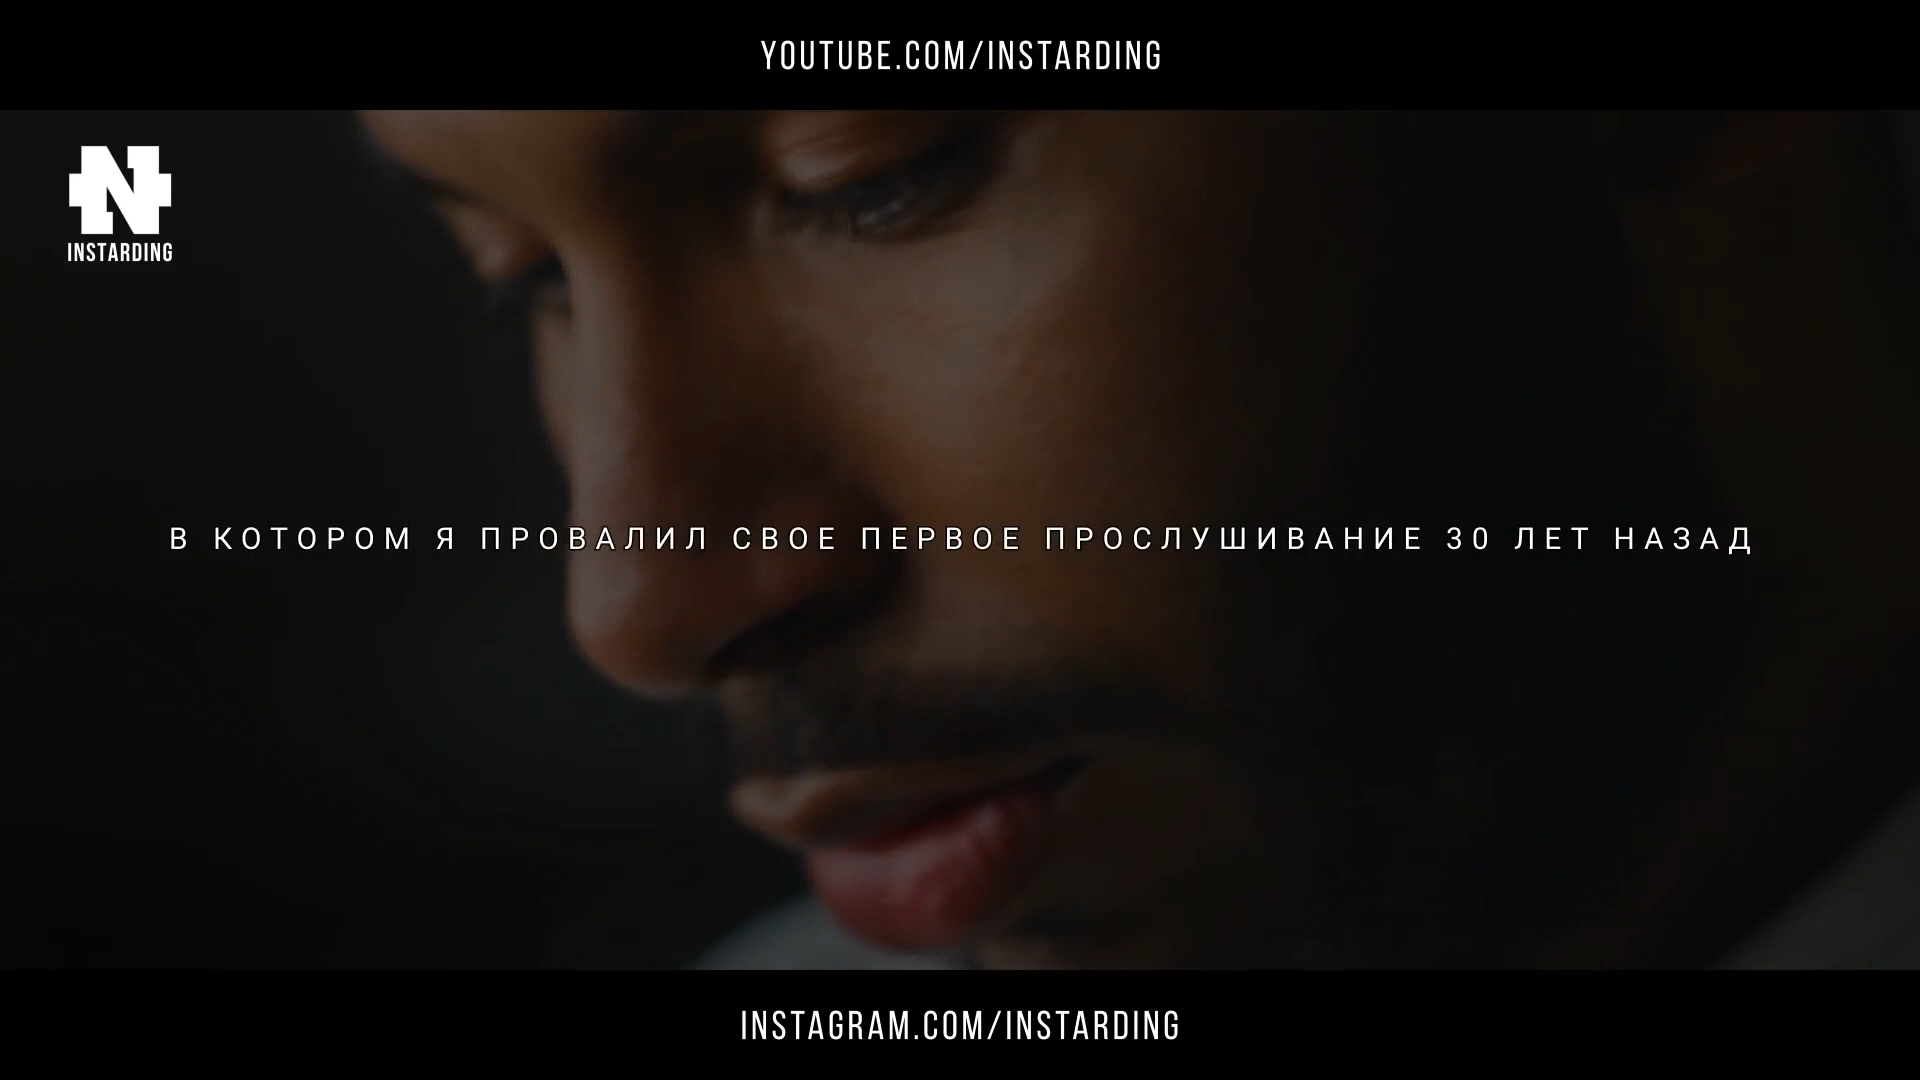 YOUTUBE.COM/INSTARDING
N
INSTARDING
В КОТОРОМ Я ПРОВАЛИЛ СВОЕ ПЕРВОЕ ПРОСЛУШИВАНИЕ 30 ЛЕТ НАЗАД
INSTAGRAM.COM/INSTARDING